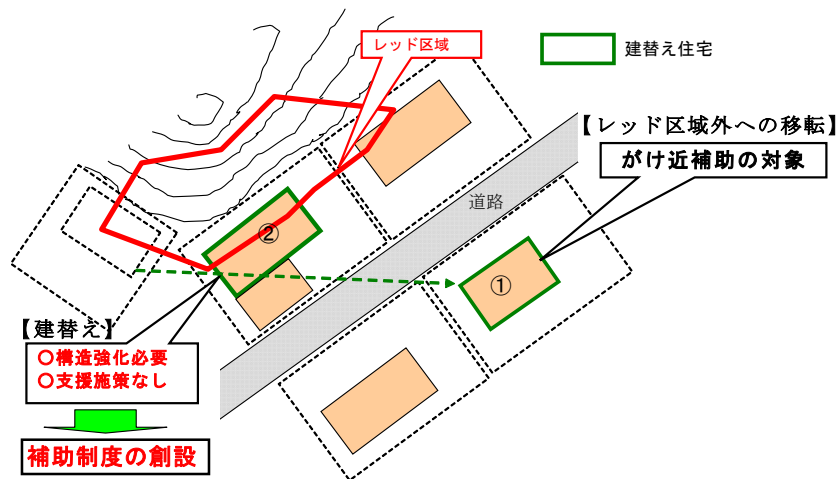 レッド区域
建替え住宅
【レッド区域外への移転】
がけ近補助の対象
道路
②
①
【建替え】
○構造強化必要
○支援施策なし
補助制度の創設